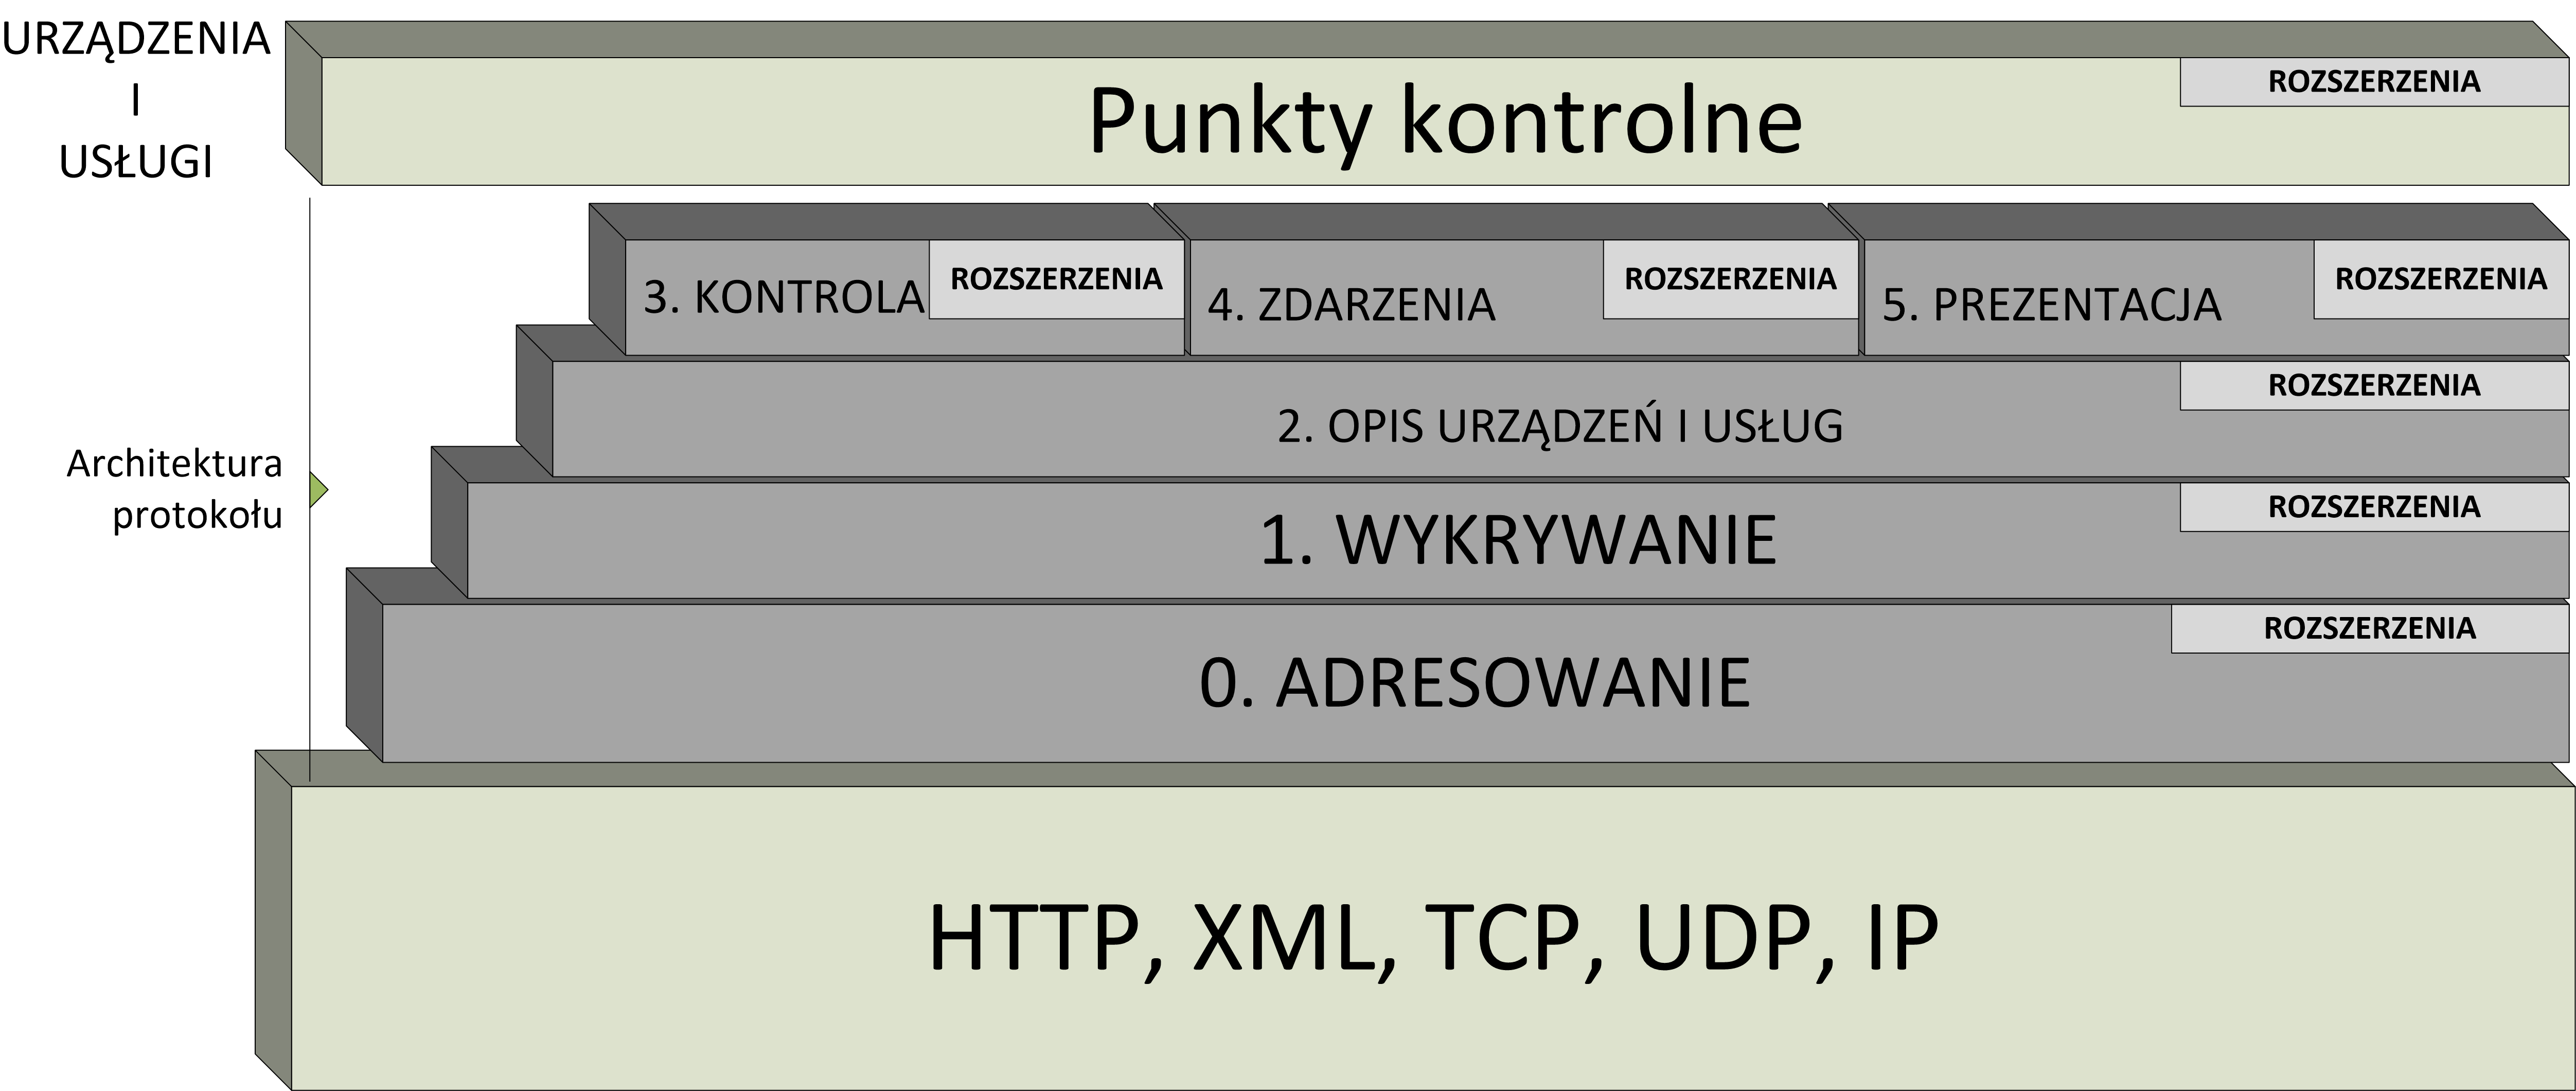 URZĄDZENIA
I
USŁUGI
Punkty kontrolne
ROZSZERZENIA
3. KONTROLA
ROZSZERZENIA
4. ZDARZENIA
ROZSZERZENIA
5. PREZENTACJA
ROZSZERZENIA
2. OPIS URZĄDZEŃ I USŁUG
ROZSZERZENIA
Architektura
protokołu
1. WYKRYWANIE
ROZSZERZENIA
0. ADRESOWANIE
ROZSZERZENIA
HTTP, XML, TCP, UDP, IP